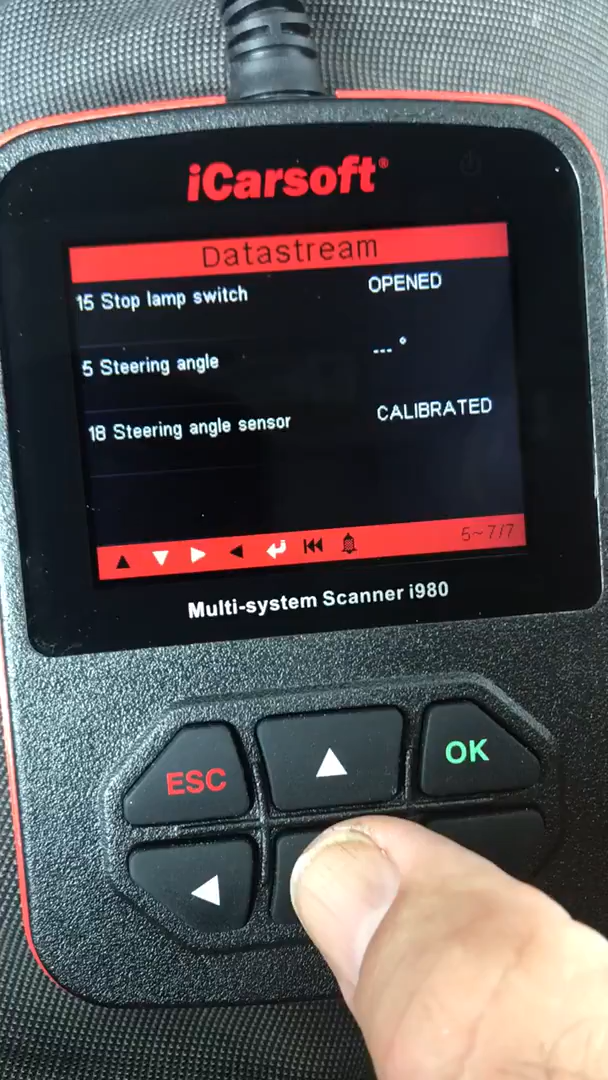 iCarsoft®
Datastream
15 Stop lamp switch OPENED
5 Steering angle --- °
18 Steering angle sensor CALIBRATED
5~7/7
Multi-system Scanner i980
ESC
OK